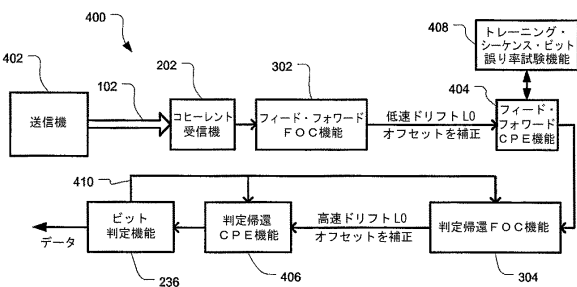 400
402
送信機
102
202
コヒーレント
受信機
302
フィード・フォワード
FOC機能
低速ドリフトL0
オフセットを補正
408
トレーニング・
シーケンス・ビット
誤り率試験機能
404
フィード・
フォワード
CPE機能
410
データ
ビット
判定機能
236
判定帰還
CPE機能
406
高速ドリフトL0
オフセットを補正
判定帰還FOC機能
304